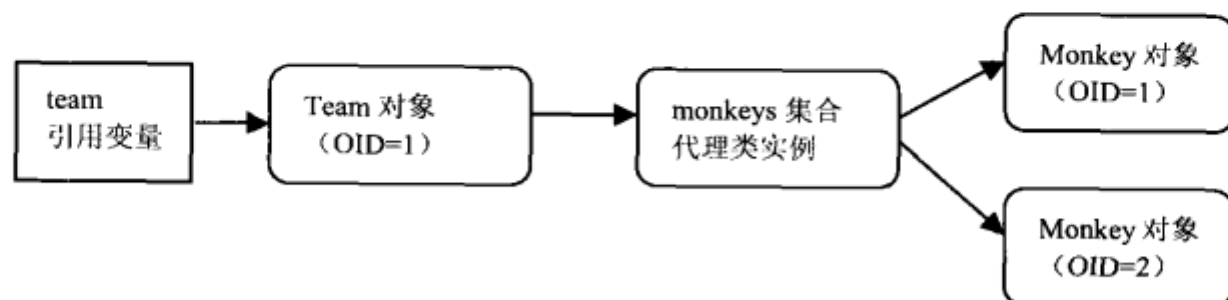 team
引用变量
Team 对象
（OID=1）
monkeys 集合
代理类实例
Monkey 对象
（OID=1）
Monkey 对象
（OID=2）